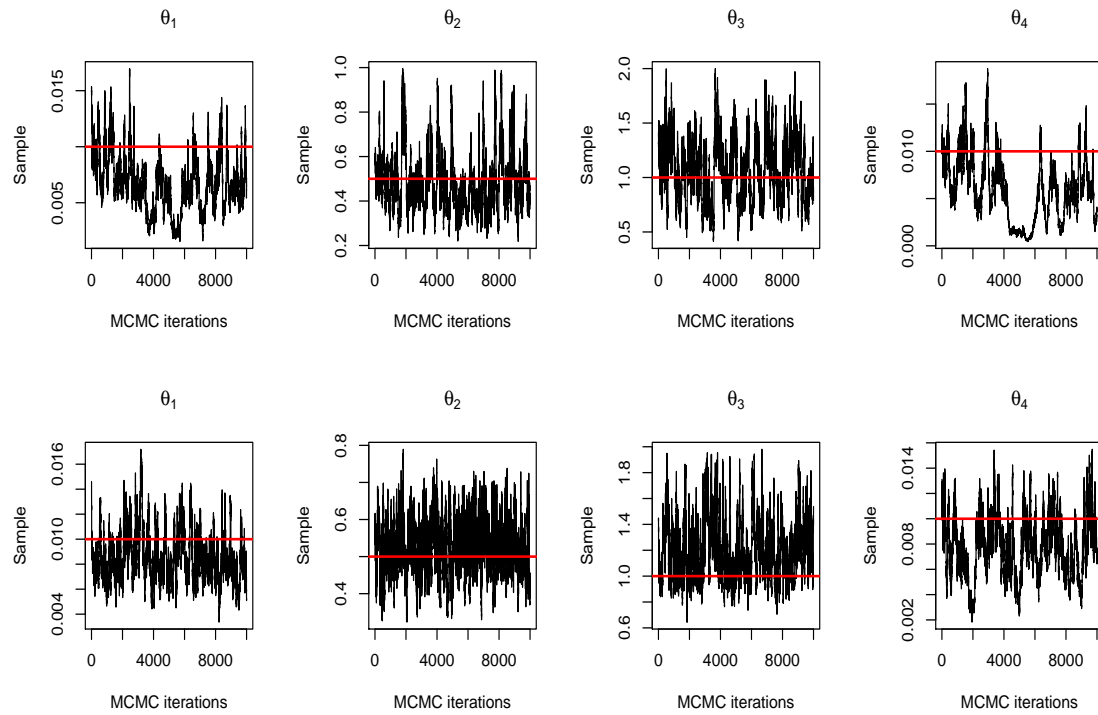 θ1 θ2 θ3 θ4
Sample 0.005 0.015 Sample 0.2 0.4 0.6 0.8 1.0 Sample 0.5 1.0 1.5 2.0 Sample 0.000 0.010
0 4000 8000 0 4000 8000 0 4000 8000 0 4000 8000
MCMC iterations MCMC iterations MCMC iterations MCMC iterations
θ1 θ2 θ3 θ4
Sample 0.004 0.010 0.016 Sample 0.4 0.6 0.8 Sample 0.6 1.0 1.4 1.8 Sample 0.002 0.008 0.014
0 4000 8000 0 4000 8000 0 4000 8000 0 4000 8000
MCMC iterations MCMC iterations MCMC iterations MCMC iterations